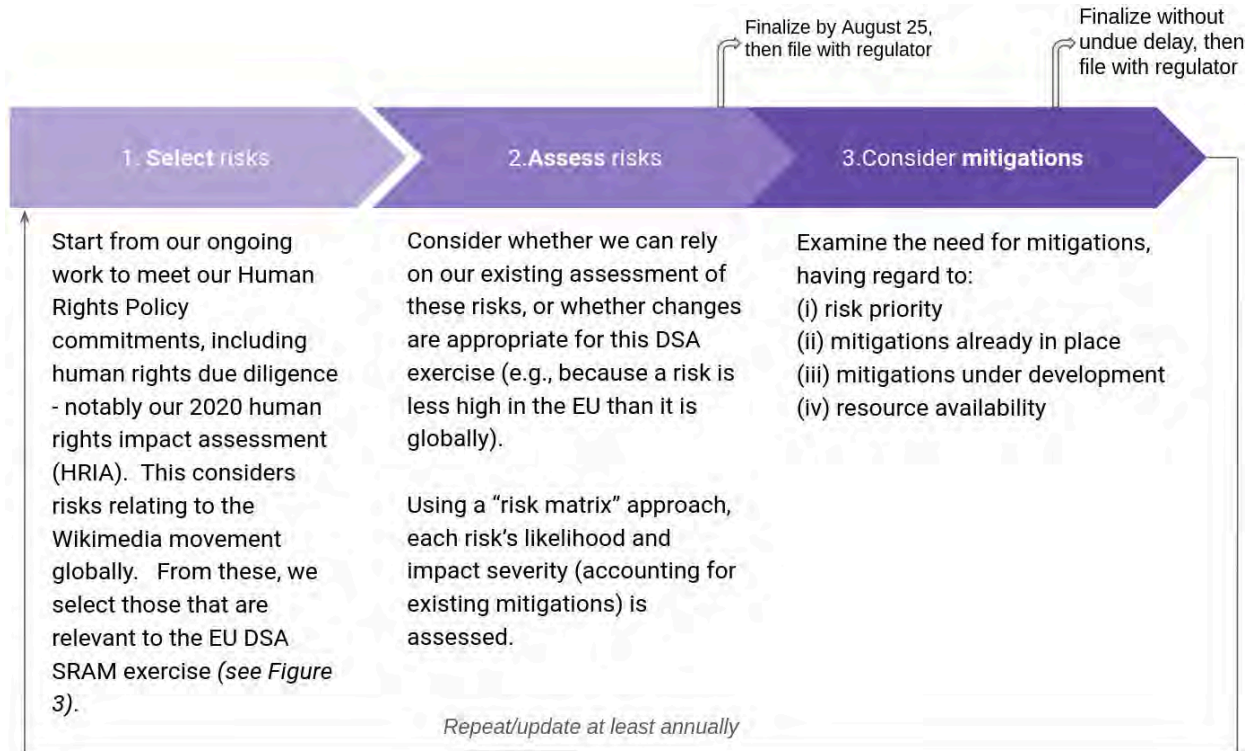 Finalize by August 25,
then file with regulator
Finalize without
undue delay, then
file with regulator
1. Select risks
2.Assess risks
3.Consider mitigations
Start from our ongoing
work to meet our Human
Rights Policy
commitments, including
human rights due diligence
- notably our 2020 human
rights impact assessment
(HRIA).  This considers
risks relating to the
Wikimedia movement
globally.   From these, we
select those that are
relevant to the EU DSA
SRAM exercise (see Figure
3).
Consider whether we can rely
on our existing assessment of
these risks, or whether changes
are appropriate for this DSA
exercise (e.g., because a risk is
less high in the EU than it is
globally).
Using a “risk matrix” approach,
each risk’s likelihood and
impact severity (accounting for
existing mitigations) is
assessed.
Examine the need for mitigations,
having regard to:
(i) risk priority
(ii) mitigations already in place
(iii) mitigations under development
(iv) resource availability
Repeat/update at least annually